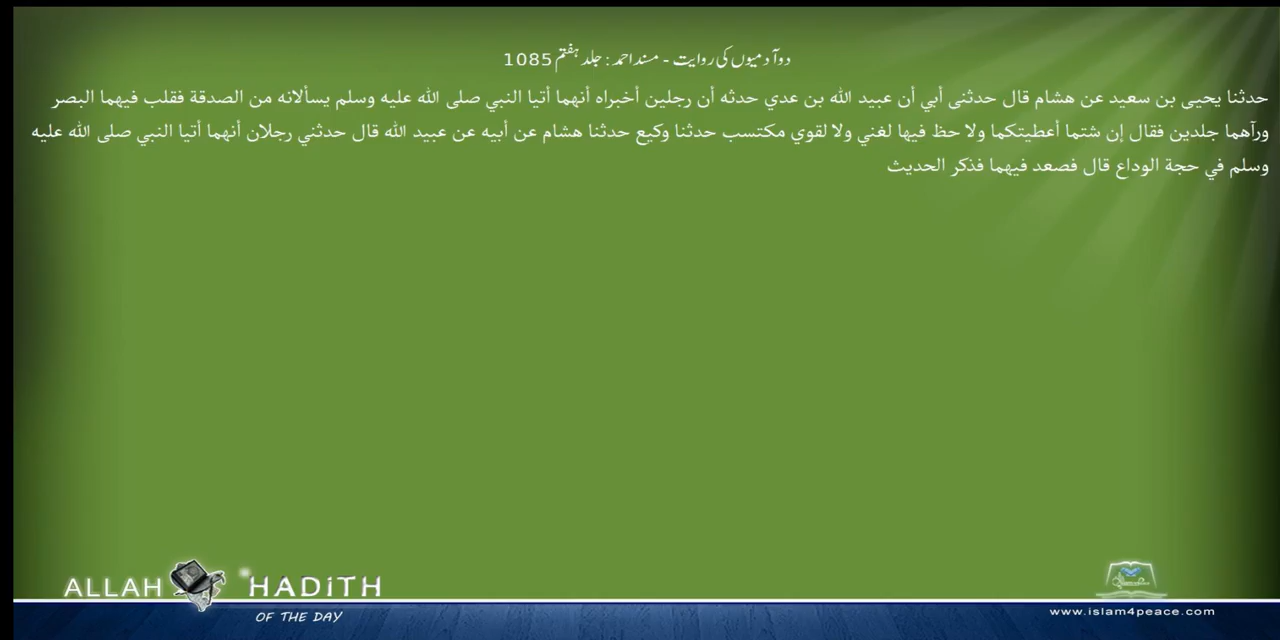 دو آدمیوں کی روایت - مسند احمد : جلد ہفتم 1085
حدثنا يحيى بن سعيد عن هشام قال حدثنى أبي أن عبيد الله بن عدي حدثه أن رجلين أخبراه أنهما أتيا النبي صلى الله عليه وسلم يسألانه من الصدقة فقلب فيهما البصر
ورآهما جلدين فقال إن شتما أعطيتكما ولا حظ فيها لغني ولا لقوي مكتسب حدثنا وكيع حدثنا هشام عن أبيه عن عبيد الله قال حدثني رجلان أنهما أتيا النبي صلى الله عليه
وسلم في حجة الوداع قال فصعد فيهما فذكر الحديث
ALLAH HADiTH
OF THE DAY
www.islam4peace.com